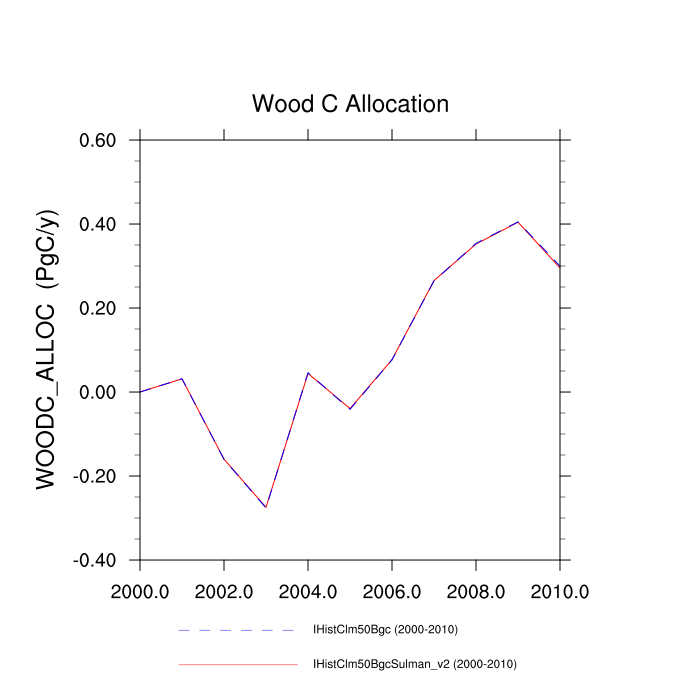 Wood C Allocation
WOODC_ALLOC (PgC/y)
0.60
0.40
0.20
0.00
-0.20
-0.40
2000.0 2002.0 2004.0 2006.0 2008.0 2010.0
IHistClm50Bgc (2000-2010)
IHistClm50BgcSulman_v2 (2000-2010)